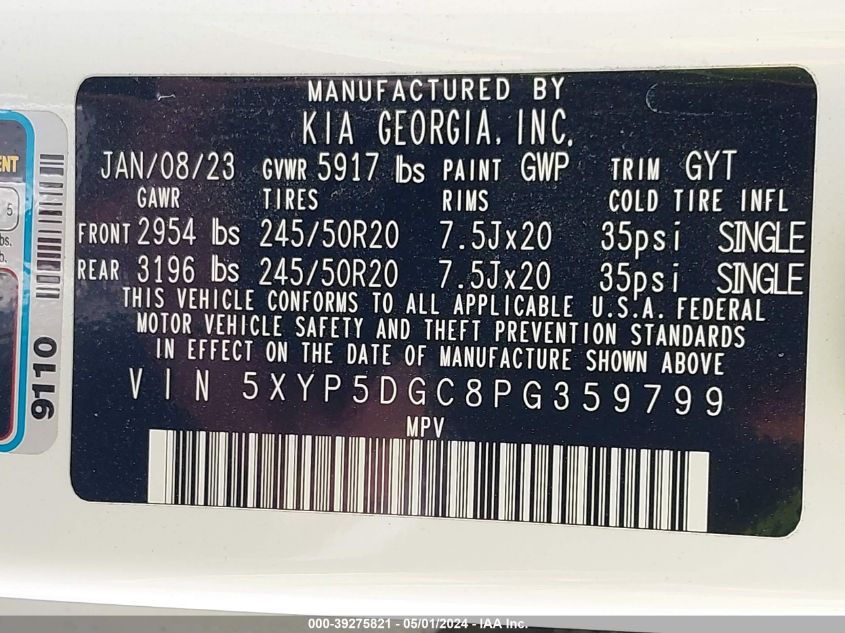 MANUFACTURED BY
KIA GEORGIA, INC.
JAN/08/23 GVWR 5917 lbs PAINT GWP TRIM GYT
GAWR TIRES RIMS COLD TIRE INFL
FRONT 2954 lbs 245/50R20 7.5Jx20 35psi SINGLE
REAR 3196 lbs 245/50R20 7.5Jx20 35psi SINGLE
THIS VEHICLE CONFORMS TO ALL APPLICABLE U.S.A. FEDERAL
MOTOR VEHICLE SAFETY AND THEFT PREVENTION STANDARDS
IN EFFECT ON THE DATE OF MANUFACTURE SHOWN ABOVE
VIN 5XYP5DGC8PG359799
MPV
5
9110
000-39275821 - 05/01/2024 - IAA Inc.